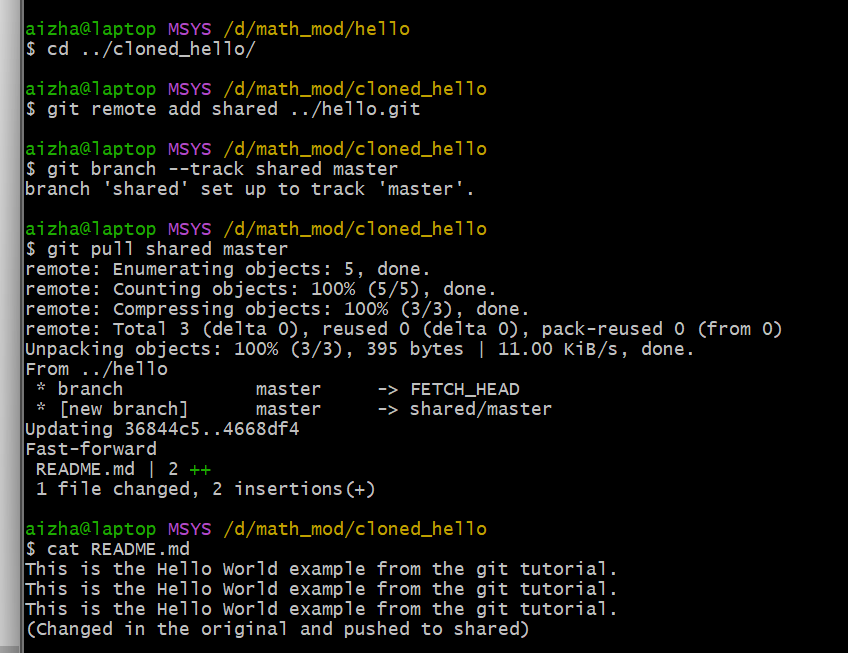 aizha@laptop MSYS /d/math_mod/hello
$ cd ../cloned_hello/
aizha@laptop MSYS /d/math_mod/cloned_hello
$ git remote add shared ../hello.git
aizha@laptop MSYS /d/math_mod/cloned_hello
$ git branch --track shared master
branch 'shared' set up to track 'master'.
aizha@laptop MSYS /d/math_mod/cloned_hello
$ git pull shared master
remote: Enumerating objects: 5, done.
remote: Counting objects: 100% (5/5), done.
remote: Compressing objects: 100% (3/3), done.
remote: Total 3 (delta 0), reused 0 (delta 0), pack-reused 0 (from 0)
Unpacking objects: 100% (3/3), 395 bytes | 11.00 KiB/s, done.
From ../hello
 * branch            master     -> FETCH_HEAD
 * [new branch]      master     -> shared/master
Updating 36844c5..4668df4
Fast-forward
 README.md | 2 ++
 1 file changed, 2 insertions(+)
aizha@laptop MSYS /d/math_mod/cloned_hello
$ cat README.md
This is the Hello World example from the git tutorial.
This is the Hello World example from the git tutorial.
This is the Hello World example from the git tutorial.
(Changed in the original and pushed to shared)